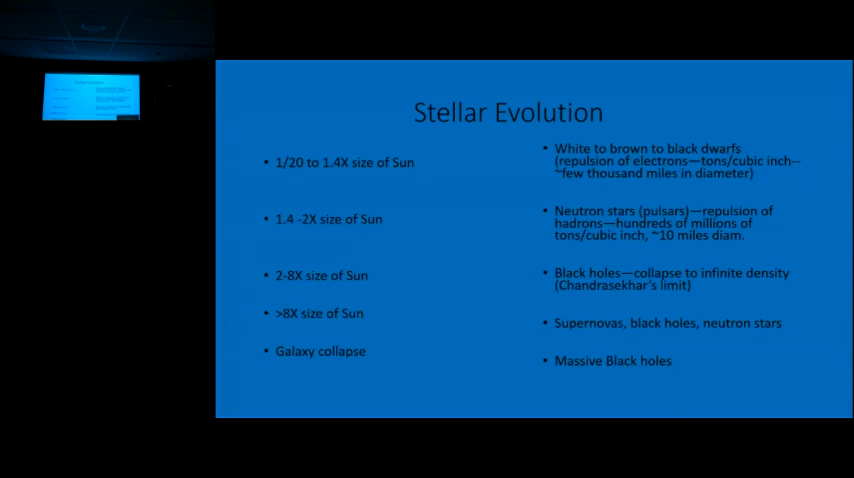 Stellar Evolution
• 1/20 to 1.4X size of Sun
• 1.4 -2X size of Sun
• 2-8X size of Sun
• >8X size of Sun
• Galaxy collapse
• White to brown to black dwarfs
(repulsion of electrons—tons/cubic inch--
~few thousand miles in diameter)
• Neutron stars (pulsars)—repulsion of
hadrons—hundreds of millions of
tons/cubic inch, ~10 miles diam.
• Black holes—collapse to infinite density
(Chandrasekhar's limit)
• Supernovas, black holes, neutron stars
• Massive Black holes